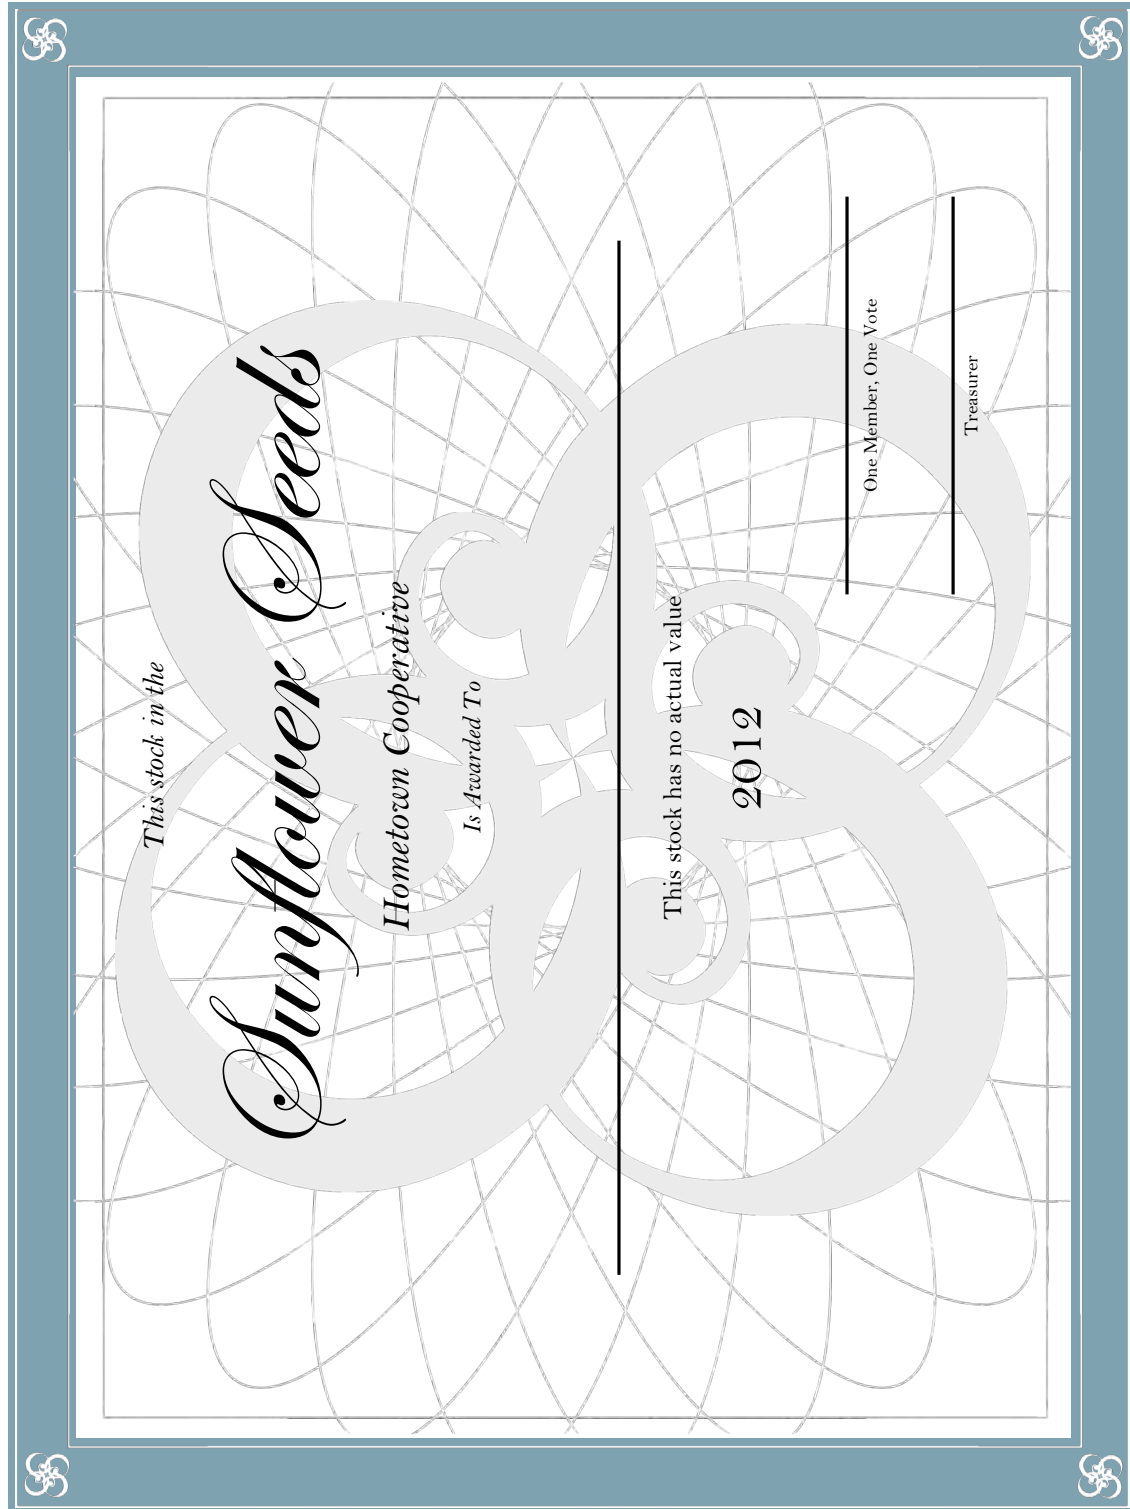 This stock in the
Sunflower Seeds
Hometown Cooperative
Is Awarded To
This stock has no actual value
2012
One Member, One Vote
Treasurer